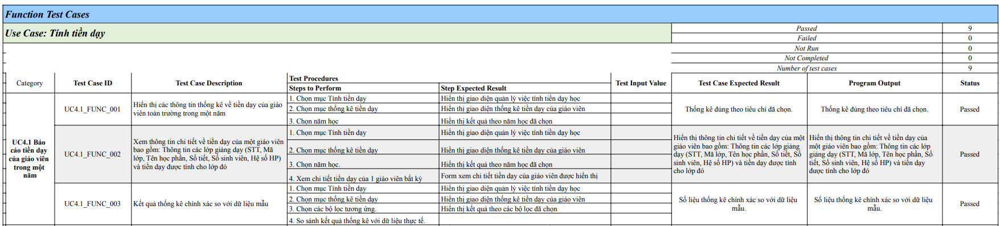 Function Test Cases
Use Case: Tính tiền dạy
Passed 9
Failed 0
Not Run 0
Not Completed 0
Number of test cases 9
Category
Test Case ID
Test Case Description
Test Procedures
Steps to Perform
Step Expected Result
Test Input Value
Test Case Expected Result
Program Output
Status
UC4.1 Báo
cáo tiền dạy
của giáo viên
trong một
năm
UC4.1_FUNC_001
Hiển thị các thông tin thống kê về tiền dạy của giáo
viên toàn trường trong một năm
1. Chọn mục Tính tiền dạy
Hiển thị giao diện quản lý việc tính tiền dạy học
2. Chọn mục thống kê tiền dạy
Hiển thị giao diện thống kê tiền dạy của giáo viên
3. Chọn năm học
Hiển thị kết quả theo năm học đã chọn
Thống kê đúng theo tiêu chí đã chọn.
Thống kê đúng theo tiêu chí đã chọn.
Passed
UC4.1_FUNC_002
Xem thông tin chi tiết về tiền dạy của một giáo viên
bao gồm: Thông tin các lớp giảng dạy (STT, Mã
lớp, Tên học phần, Số tiết, Số sinh viên, Hệ số HP)
và tiền dạy được tính cho lớp đó
1. Chọn mục Tính tiền dạy
Hiển thị giao diện quản lý việc tính tiền dạy học
2. Chọn mục thống kê tiền dạy
Hiển thị giao diện thống kê tiền dạy của giáo viên
3. Chọn năm học.
Hiển thị kết quả theo năm học đã chọn
4. Xem chi tiết tiền dạy của 1 giáo viên bất kỳ
Form xem chi tiết tiền dạy của giáo viên được hiển thị
Hiển thị thông tin chi tiết về tiền dạy của một
giáo viên bao gồm: Thông tin các lớp giảng
dạy (STT, Mã lớp, Tên học phần, Số tiết, Số
sinh viên, Hệ số HP) và tiền dạy được tính
cho lớp đó
Hiển thị thông tin chi tiết về tiền dạy của
một giáo viên bao gồm: Thông tin các lớp
giảng dạy (STT, Mã lớp, Tên học phần, Số
tiết, Số sinh viên, Hệ số HP) và tiền dạy
được tính cho lớp đó
Passed
UC4.1_FUNC_003
Kết quả thống kê chính xác so với dữ liệu mẫu
1. Chọn mục Tính tiền dạy
Hiển thị giao diện quản lý việc tính tiền dạy học
2. Chọn mục thống kê tiền dạy
Hiển thị giao diện thống kê tiền dạy của giáo viên
3. Chọn các bộ lọc tương ứng.
Hiển thị kết quả theo các bộ lọc đã chọn
4. So sánh kết quả thống kê với dữ liệu thực tế.
Số liệu thống kê chính xác so với dữ liệu
mẫu.
Số liệu thống kê chính xác so với dữ liệu
mẫu.
Passed